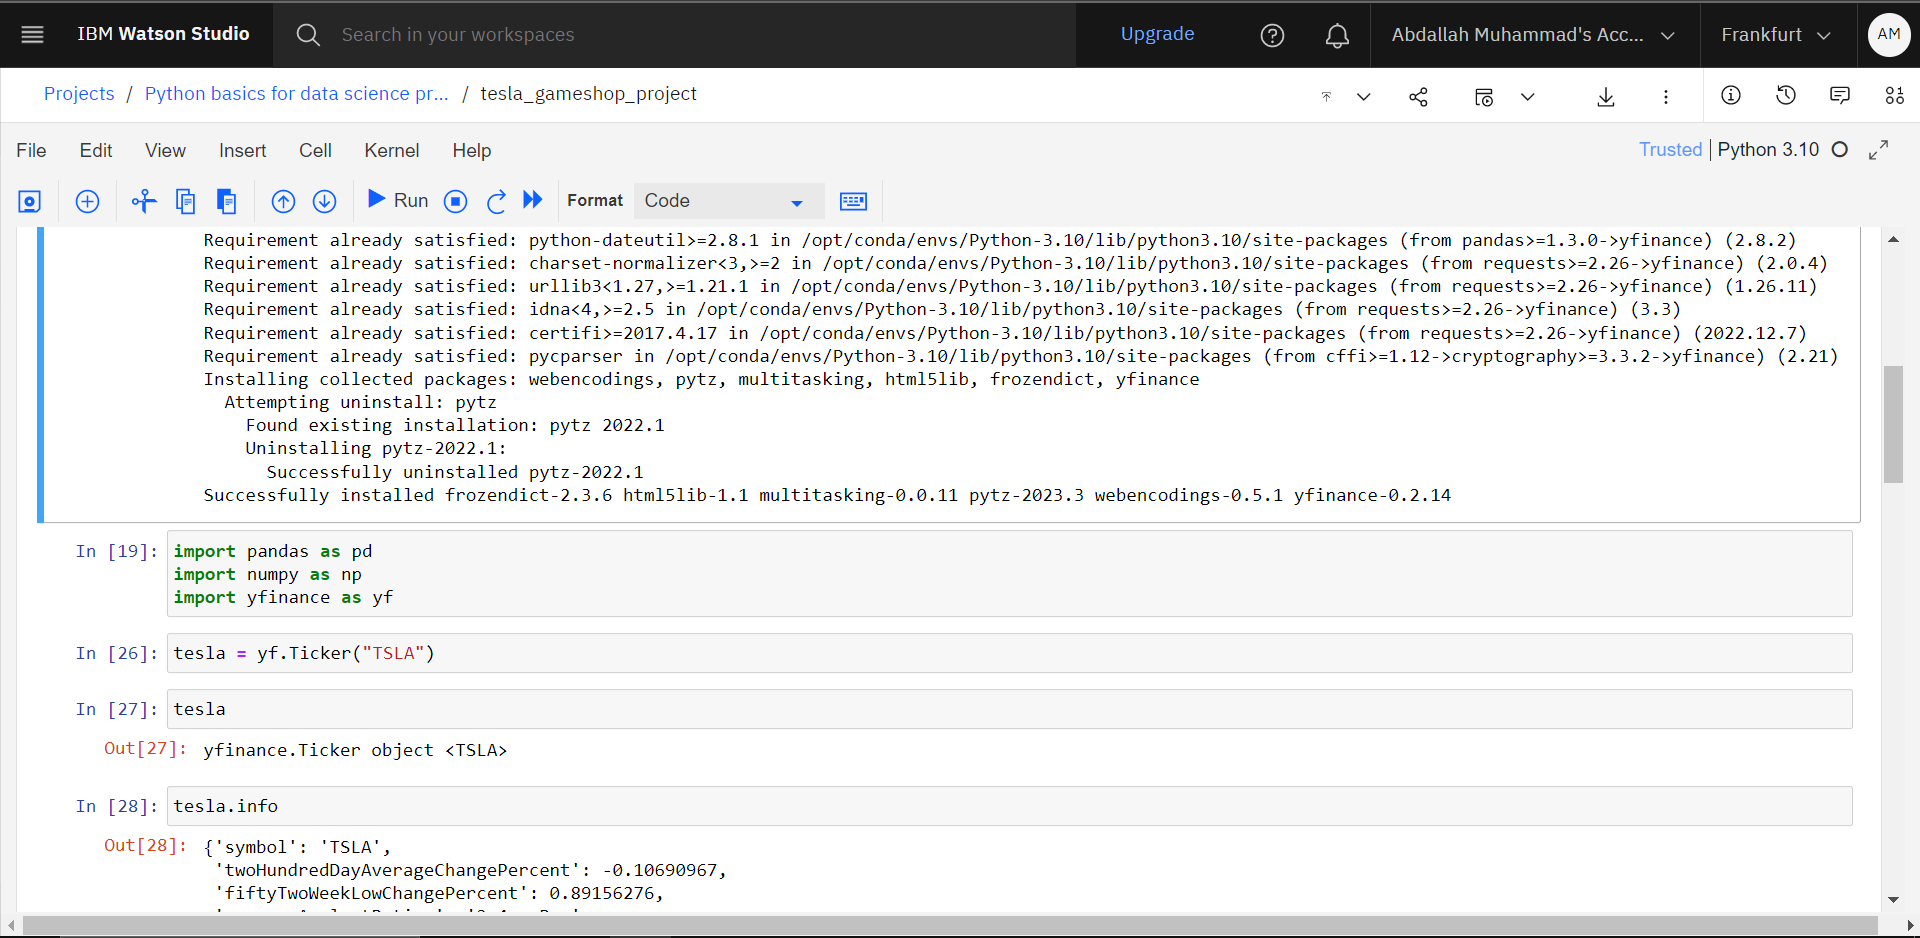 IBM Watson Studio
Search in your workspaces
Upgrade
Abdallah Muhammad's Acc...
Frankfurt
AM
Projects / Python basics for data science pr... / tesla_gameshop_project
File Edit View Insert Cell Kernel Help
Trusted | Python 3.10
Run
Format
Code
Requirement already satisfied: python-dateutil>=2.8.1 in /opt/conda/envs/Python-3.10/lib/python3.10/site-packages (from pandas>=1.3.0->yfinance) (2.8.2)
Requirement already satisfied: charset-normalizer<3,>=2 in /opt/conda/envs/Python-3.10/lib/python3.10/site-packages (from requests>=2.26->yfinance) (2.0.4)
Requirement already satisfied: urllib3<1.27,>=1.21.1 in /opt/conda/envs/Python-3.10/lib/python3.10/site-packages (from requests>=2.26->yfinance) (1.26.11)
Requirement already satisfied: idna<4,>=2.5 in /opt/conda/envs/Python-3.10/lib/python3.10/site-packages (from requests>=2.26->yfinance) (3.3)
Requirement already satisfied: certifi>=2017.4.17 in /opt/conda/envs/Python-3.10/lib/python3.10/site-packages (from requests>=2.26->yfinance) (2022.12.7)
Requirement already satisfied: pycparser in /opt/conda/envs/Python-3.10/lib/python3.10/site-packages (from cffi>=1.12->cryptography>=3.3.2->yfinance) (2.21)
Installing collected packages: webencodings, pytz, multitasking, html5lib, frozendict, yfinance
Attempting uninstall: pytz
Found existing installation: pytz 2022.1
Uninstalling pytz-2022.1:
Successfully uninstalled pytz-2022.1
Successfully installed frozendict-2.3.6 html5lib-1.1 multitasking-0.0.11 pytz-2023.3 webencodings-0.5.1 yfinance-0.2.14
In [19]: import pandas as pd
import numpy as np
import yfinance as yf
In [26]: tesla = yf.Ticker("TSLA")
In [27]: tesla
Out[27]: yfinance.Ticker object <TSLA>
In [28]: tesla.info
Out[28]: {'symbol': 'TSLA',
'twoHundredDayAverageChangePercent': -0.10690967,
'fiftyTwoWeekLowChangePercent': 0.89156276,